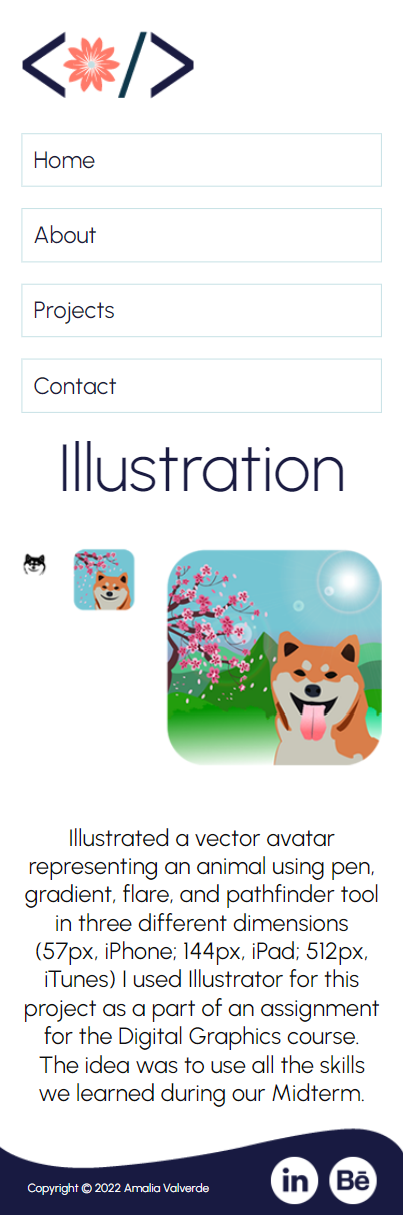 Home
About
Projects
Contact
Illustration
Illustrated a vector avatar
representing an animal using pen,
gradient, flare, and pathfinder tool
in three different dimensions
(57px, iPhone; 144px, iPad; 512px,
iTunes) I used Illustrator for this
project as a part of an assignment
for the Digital Graphics course.
The idea was to use all the skills
we learned during our Midterm.
Copyright © 2022 Amalia Valverde
in Bē